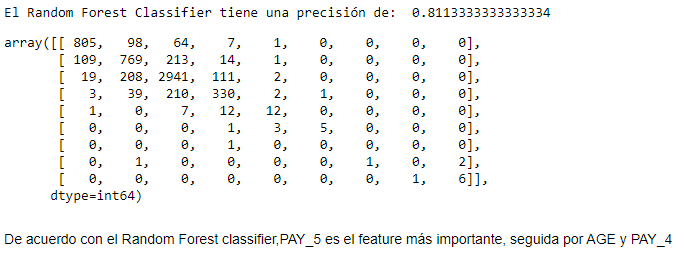 El Random Forest Classifier tiene una precisión de:  0.8113333333333334
array([[ 805,   98,   64,    7,    1,    0,    0,    0,    0],
[ 109,  769,  213,   14,    1,    0,    0,    0,    0],
[  19,  208, 2941,  111,    2,    0,    0,    0,    0],
[   3,   39,  210,  330,    2,    1,    0,    0,    0],
[   1,    0,    7,   12,   12,    0,    0,    0,    0],
[   0,    0,    0,    1,    3,    5,    0,    0,    0],
[   0,    0,    0,    1,    0,    0,    0,    0,    0],
[   0,    1,    0,    0,    0,    0,    1,    0,    2],
[   0,    0,    0,    0,    0,    0,    0,    1,    6]],
dtype=int64)
De acuerdo con el Random Forest classifier,PAY_5 es el feature más importante, seguida por AGE y PAY_4